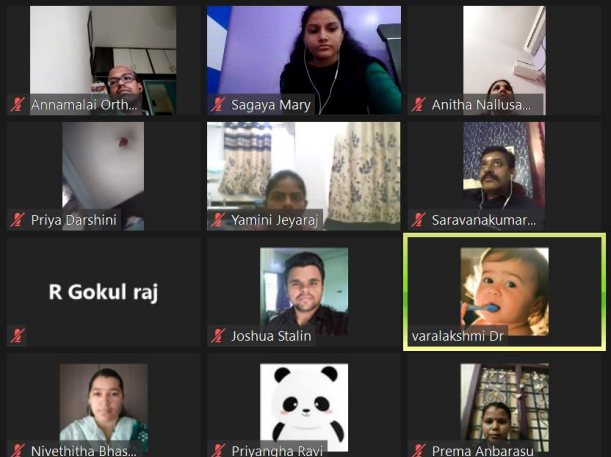 Annamalai Orth...
Sagaya Mary
Anitha Nallusa...
Priya Darshini
Yamini Jeyaraj
Saravanakumar...
R Gokul raj
Joshua Stalin
varalakshmi Dr
Nivethitha Bhas...
Priyangha Ravi
Prema Anbarasu